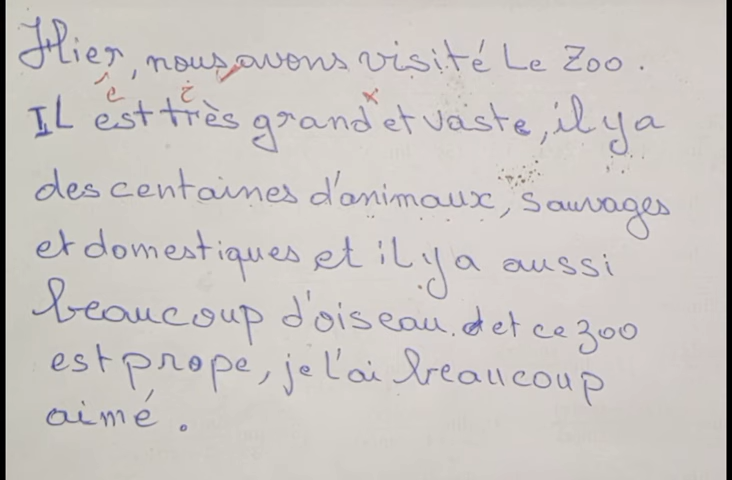 Hier, nous avons visité Le Zoo.
IL est très grand et vaste, il y a
des centaines d'animaux, sauvages
et domestiques et il y a aussi
beaucoup d'oiseau. et ce zoo
est prope, je l'ai beaucoup
aimé.